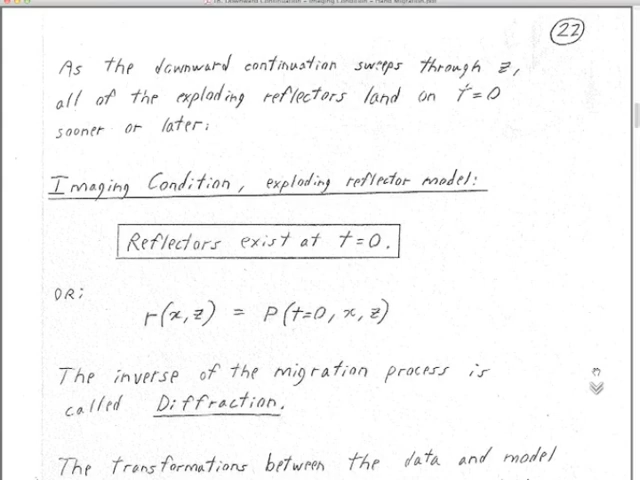 22
As the downward continuation sweeps through z,
all of the exploding reflectors land on t=0
sooner or later:
Imaging Condition, exploding reflector model:
Reflectors exist at t=0.
OR:
r(x,z) = P(t=0, x, z)
The inverse of the migration process is
called Diffraction.
The transformations between the data and model